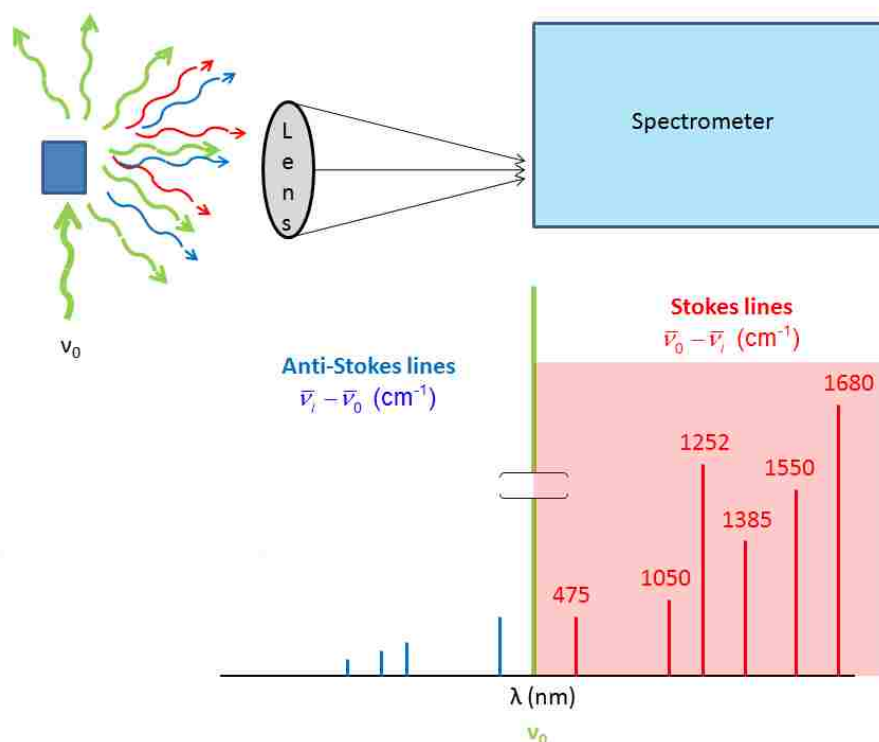 L
e
n
s
Spectrometer
ν₀
Stokes lines
ν̅₀ − ν̅ᵢ (cm⁻¹)
Anti-Stokes lines
ν̅ᵢ − ν̅₀ (cm⁻¹)
1680
1252
1550
1385
1050
475
λ (nm)
ν₀